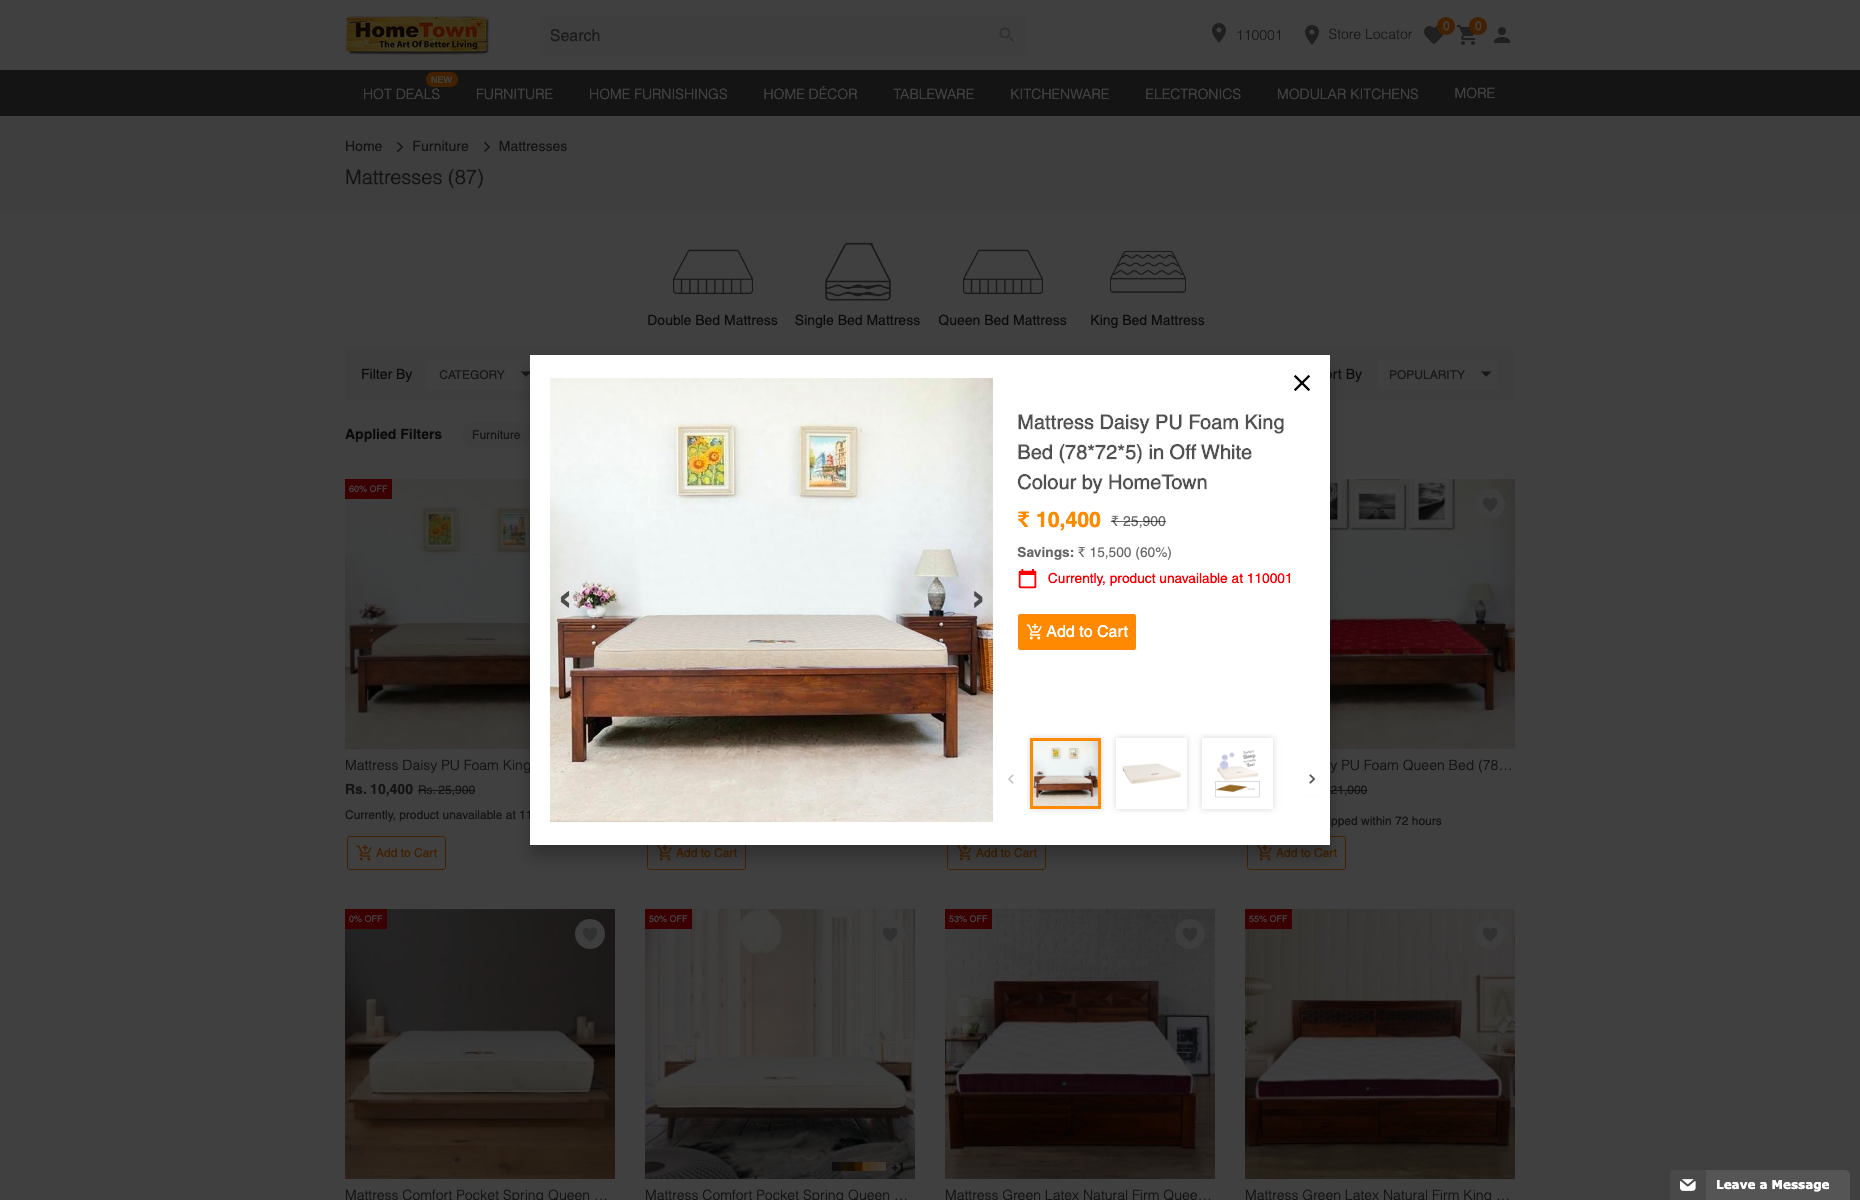 HomeTown
The Art Of Better Living
Search
110001
Store Locator
0
0
HOT DEALS
NEW
FURNITURE
HOME FURNISHINGS
HOME DÉCOR
TABLEWARE
KITCHENWARE
ELECTRONICS
MODULAR KITCHENS
MORE
Home > Furniture > Mattresses
Mattresses (87)
Double Bed Mattress
Single Bed Mattress
Queen Bed Mattress
King Bed Mattress
Filter By
CATEGORY
rt By
POPULARITY
Applied Filters
Furniture
60% OFF
Mattress Daisy PU Foam King
Bed (78*72*5) in Off White
Colour by HomeTown
₹ 10,400 ₹ 25,900
Savings: ₹ 15,500 (60%)
Currently, product unavailable at 110001
Add to Cart
Mattress Daisy PU Foam King
Rs. 10,400 Rs. 25,900
Currently, product unavailable at 11
Add to Cart
Add to Cart
Add to Cart
y PU Foam Queen Bed (78...
21,000
pped within 72 hours
Add to Cart
0% OFF
50% OFF
53% OFF
55% OFF
+1
Mattress Comfort Pocket Spring Queen ...
Mattress Comfort Pocket Spring Queen ...
Mattress Green Latex Natural Firm Quee...
Mattress Green Latex Natural Firm King ...
Leave a Message